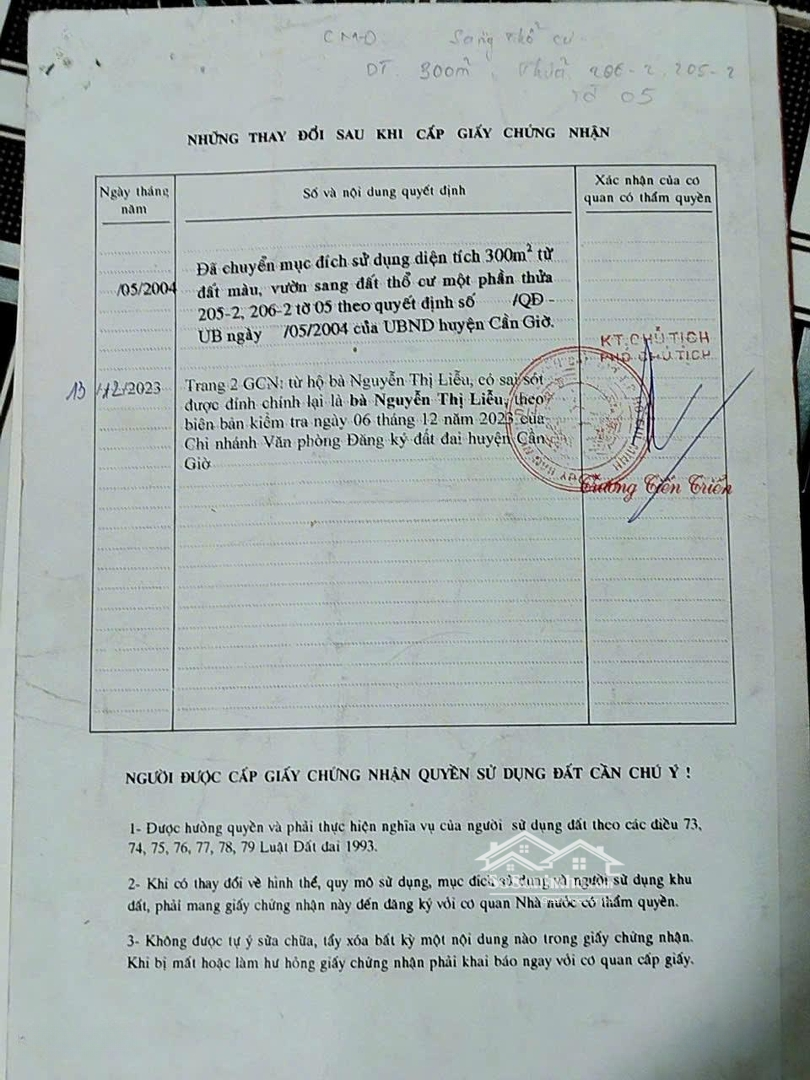 CMĐ Sang thổ cư
DT. 300m², thửa 206-2, 205-2
tờ 05
NHỮNG THAY ĐỔI SAU KHI CẤP GIẤY CHỨNG NHẬN
Ngày tháng năm
Số và nội dung quyết định
Xác nhận của cơ quan có thẩm quyền
/05/2004
Đã chuyển mục đích sử dụng diện tích 300m² từ
đất màu, vườn sang đất thổ cư một phần thửa
205-2, 206-2 tờ 05 theo quyết định số /QĐ -
UB ngày /05/2004 của UBND huyện Cần Giờ.
KT.CHỦ TỊCH
PHÓ CHỦ TỊCH
13/12/2023
Trang 2 GCN: từ hộ bà Nguyễn Thị Liễu, có sai sót
được đính chính lại là bà Nguyễn Thị Liễu, theo
biên bản kiểm tra ngày 06 tháng 12 năm 2023 của
Chi nhánh Văn phòng Đăng ký đất đai huyện Cần
Giờ
Trương Tiến Triển
NGƯỜI ĐƯỢC CẤP GIẤY CHỨNG NHẬN QUYỀN SỬ DỤNG ĐẤT CẦN CHÚ Ý !
1- Được hưởng quyền và phải thực hiện nghĩa vụ của người sử dụng đất theo các điều 73,
74, 75, 76, 77, 78, 79 Luật Đất đai 1993.
2- Khi có thay đổi về hình thể, quy mô sử dụng, mục đích sử dụng và người sử dụng khu
đất, phải mang giấy chứng nhận này đến đăng ký với cơ quan Nhà nước có thẩm quyền.
3- Không được tự ý sửa chữa, tẩy xóa bất kỳ một nội dung nào trong giấy chứng nhận.
Khi bị mất hoặc làm hư hỏng giấy chứng nhận phải khai báo ngay với cơ quan cấp giấy.